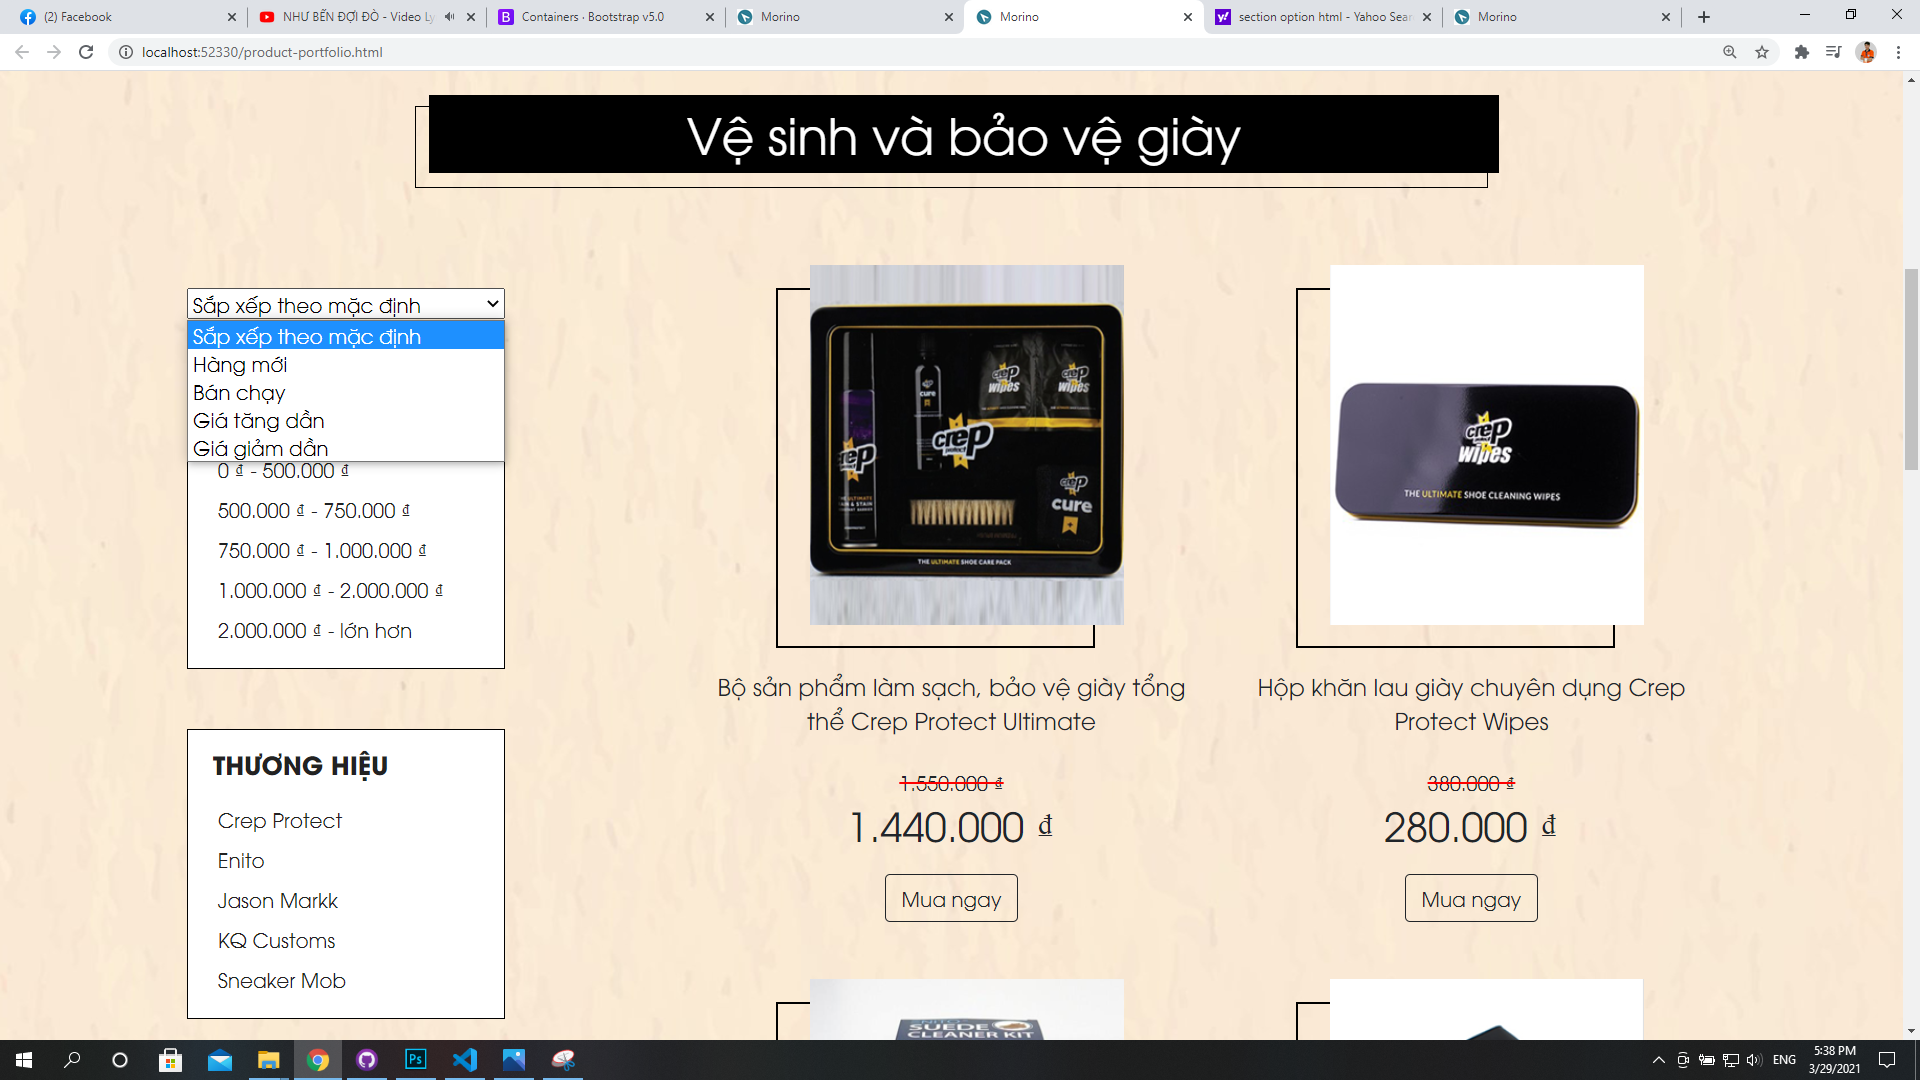 (2) Facebook
NHƯ BẾN ĐỢI ĐÒ - Video Ly
Containers · Bootstrap v5.0
Morino
Morino
section option html - Yahoo Sear
Morino
localhost:52330/product-portfolio.html
Vệ sinh và bảo vệ giày
Sắp xếp theo mặc định
Sắp xếp theo mặc định
Hàng mới
Bán chạy
Giá tăng dần
Giá giảm dần
0 ₫ - 500.000 ₫
500.000 ₫ - 750.000 ₫
750.000 ₫ - 1.000.000 ₫
1.000.000 ₫ - 2.000.000 ₫
2.000.000 ₫ - lớn hơn
THƯƠNG HIỆU
Crep Protect
Enito
Jason Markk
KQ Customs
Sneaker Mob
crep
wipes
crep
wipes
cure
crep
crep
crep
cure
THE ULTIMATE SHOE CARE PACK
Bộ sản phẩm làm sạch, bảo vệ giày tổng
thể Crep Protect Ultimate
1.550.000 ₫
1.440.000 ₫
Mua ngay
crep
wipes
THE ULTIMATE SHOE CLEANING WIPES
Hộp khăn lau giày chuyên dụng Crep
Protect Wipes
380.000 ₫
280.000 ₫
Mua ngay
SUEDE
CLEANER KIT
Ps
ENG
5:38 PM
3/29/2021